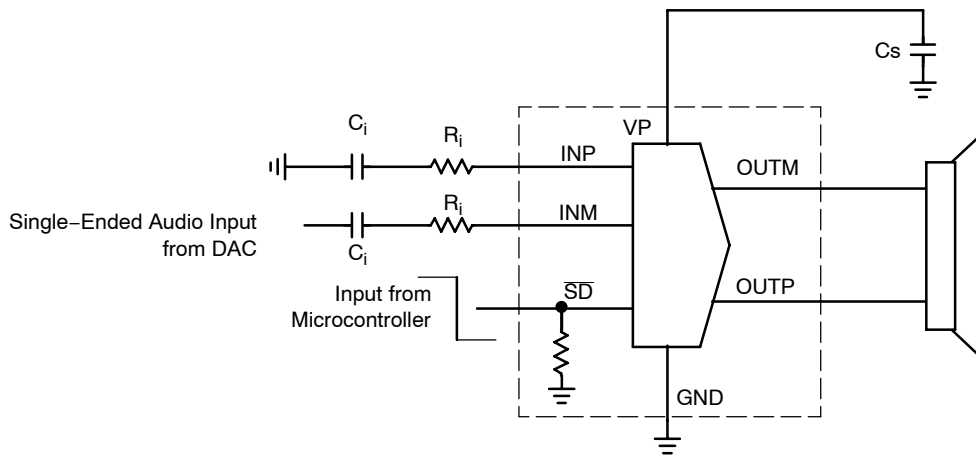 Cs
VP
Ci
Ri
INP
OUTM
Single−Ended Audio Input
from DAC
Ri
INM
Ci
SD
OUTP
Input from
Microcontroller
GND